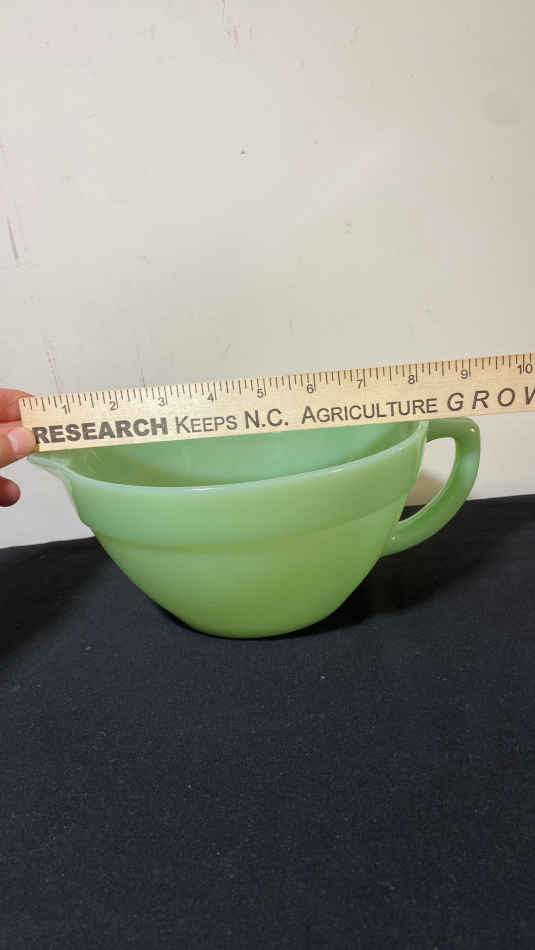 1 2 3 4 5 6 7 8 9 10
RESEARCH KEEPS N.C. AGRICULTURE GROW